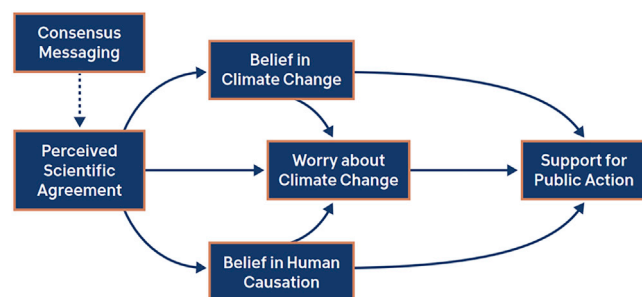 Consensus
Messaging
Belief in
Climate Change
Perceived
Scientific
Agreement
Worry about
Climate Change
Support for
Public Action
Belief in Human
Causation